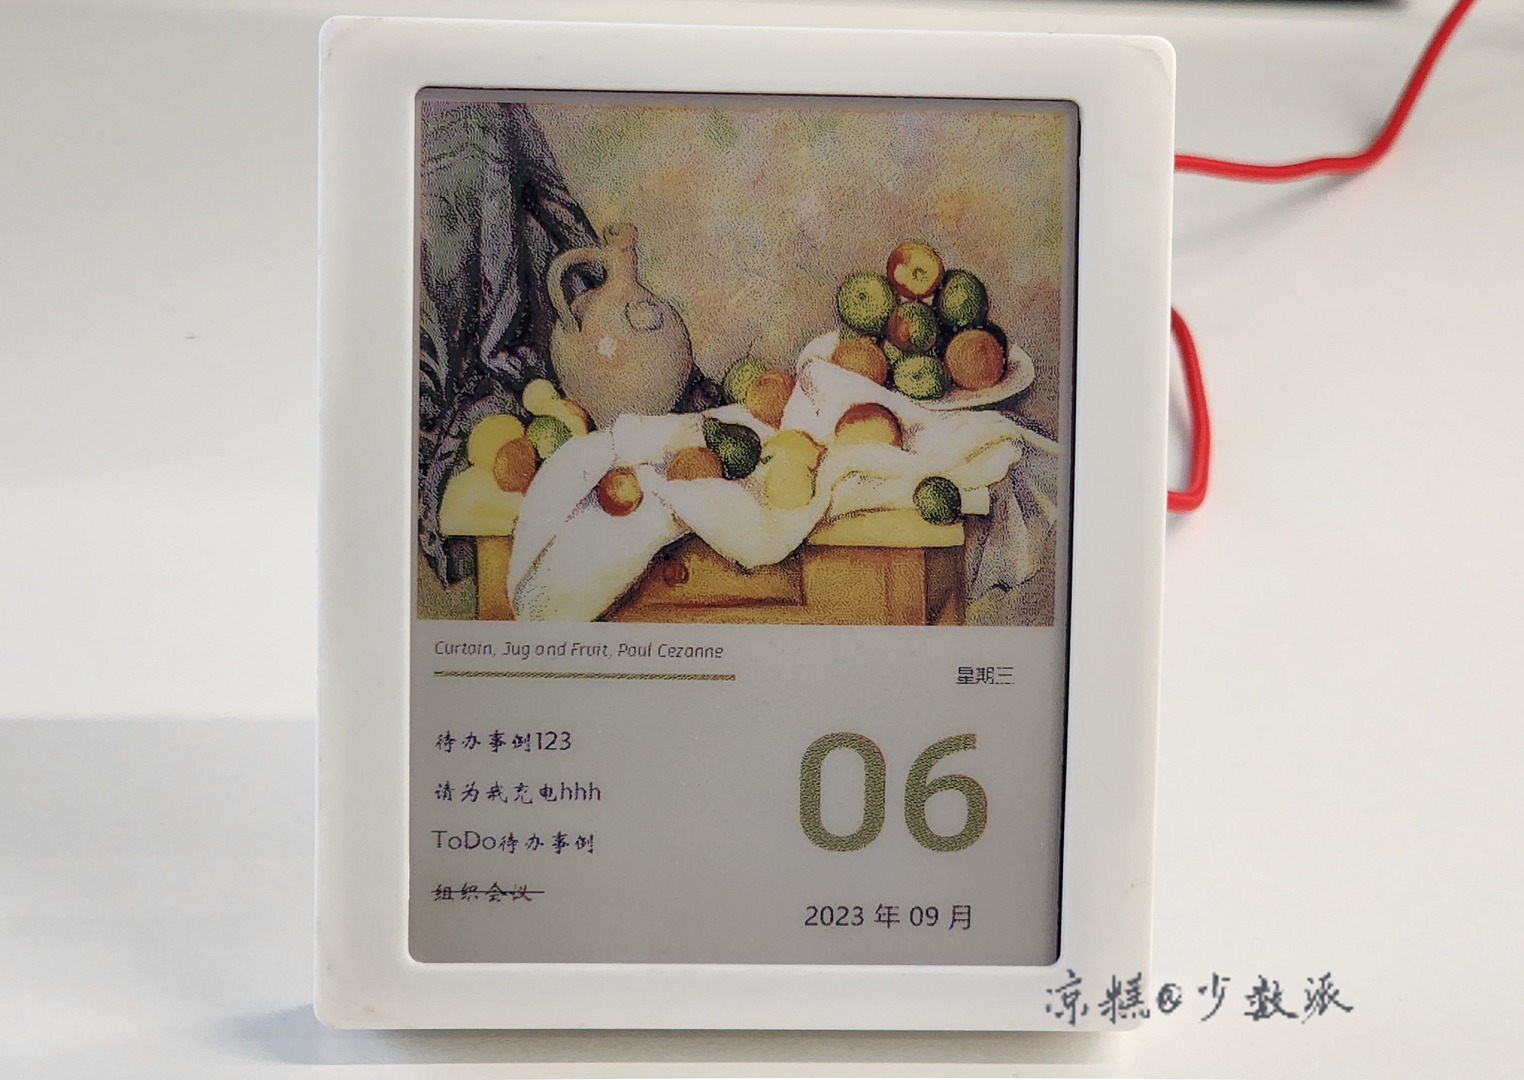 Curtain, Jug and Fruit, Paul Cezanne
星期三
待办事例123
请为我充电hhh
ToDo待办事例
组织会议
06
2023 年 09 月
凉糕@少数派